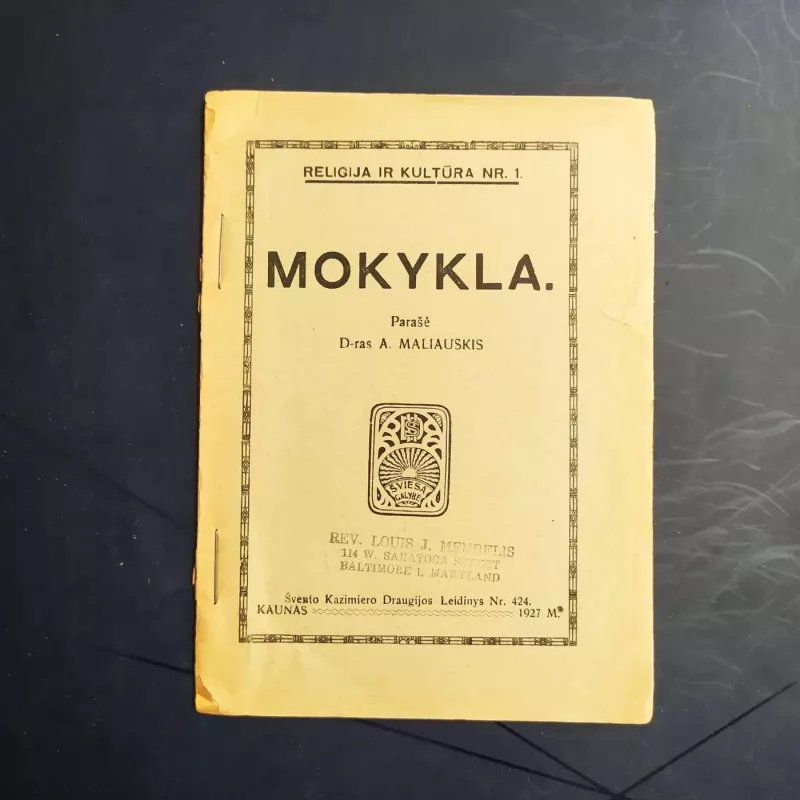 RELIGIJA IR KULTŪRA NR. 1.
MOKYKLA.
Parašė
D-ras A. MALIAUSKIS
ŠVIESA
GALYBĖ
REV. LOUIS J. MENDELIS
114 W. SARATOGA STREET
BALTIMORE 1, MARYLAND
Švento Kazimiero Draugijos Leidinys Nr. 424.
KAUNAS 1927 M.